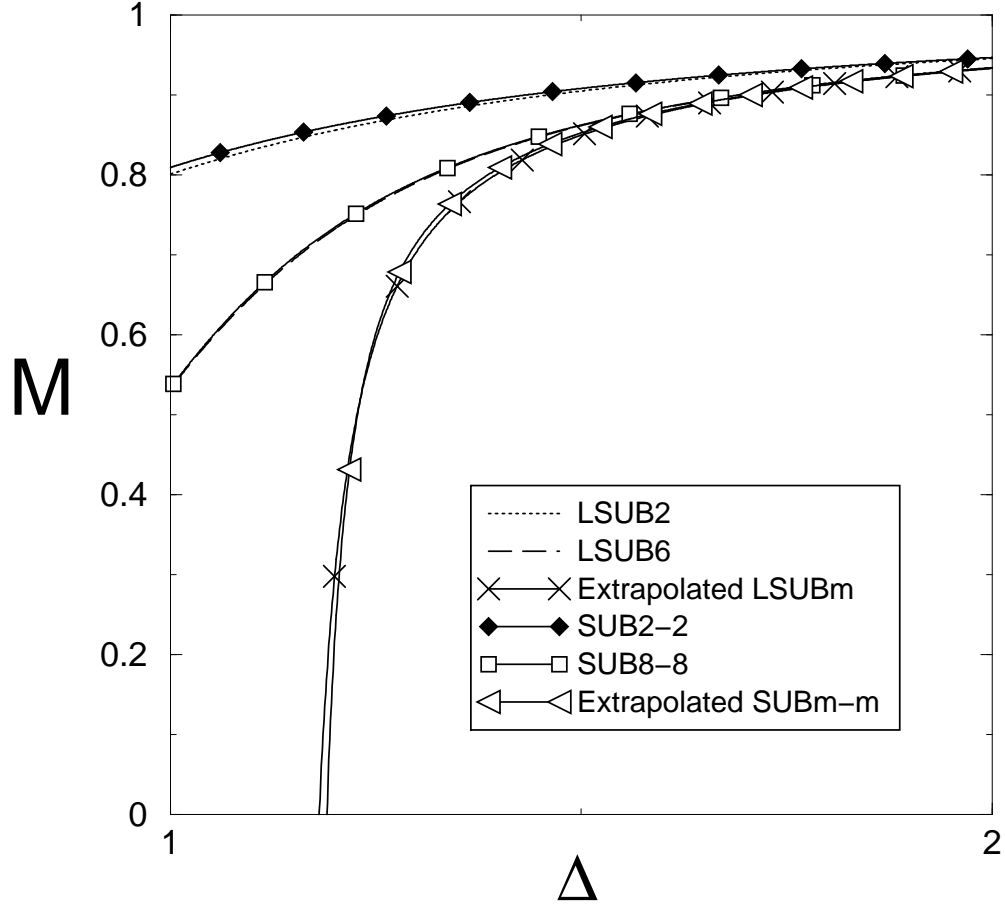 1
0.8
0.6
M
0.4
0.2
0
1
2
Δ
LSUB2
LSUB6
Extrapolated LSUBm
SUB2−2
SUB8−8
Extrapolated SUBm−m